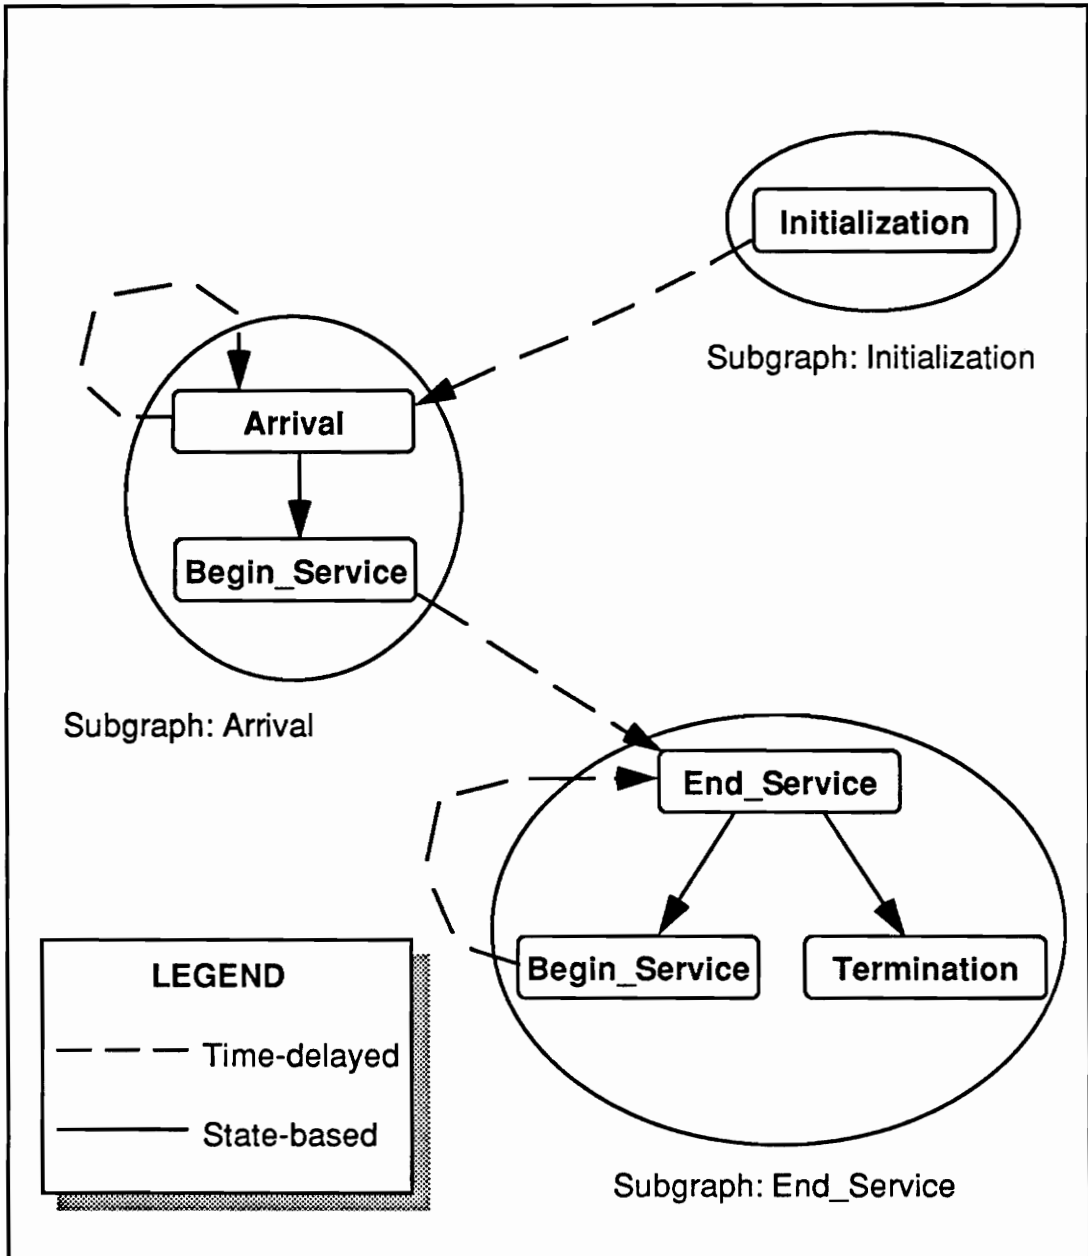 Initialization
Subgraph: Initialization
Arrival
Begin_Service
Subgraph: Arrival
End_Service
Begin_Service
Termination
Subgraph: End_Service
LEGEND
Time-delayed
State-based